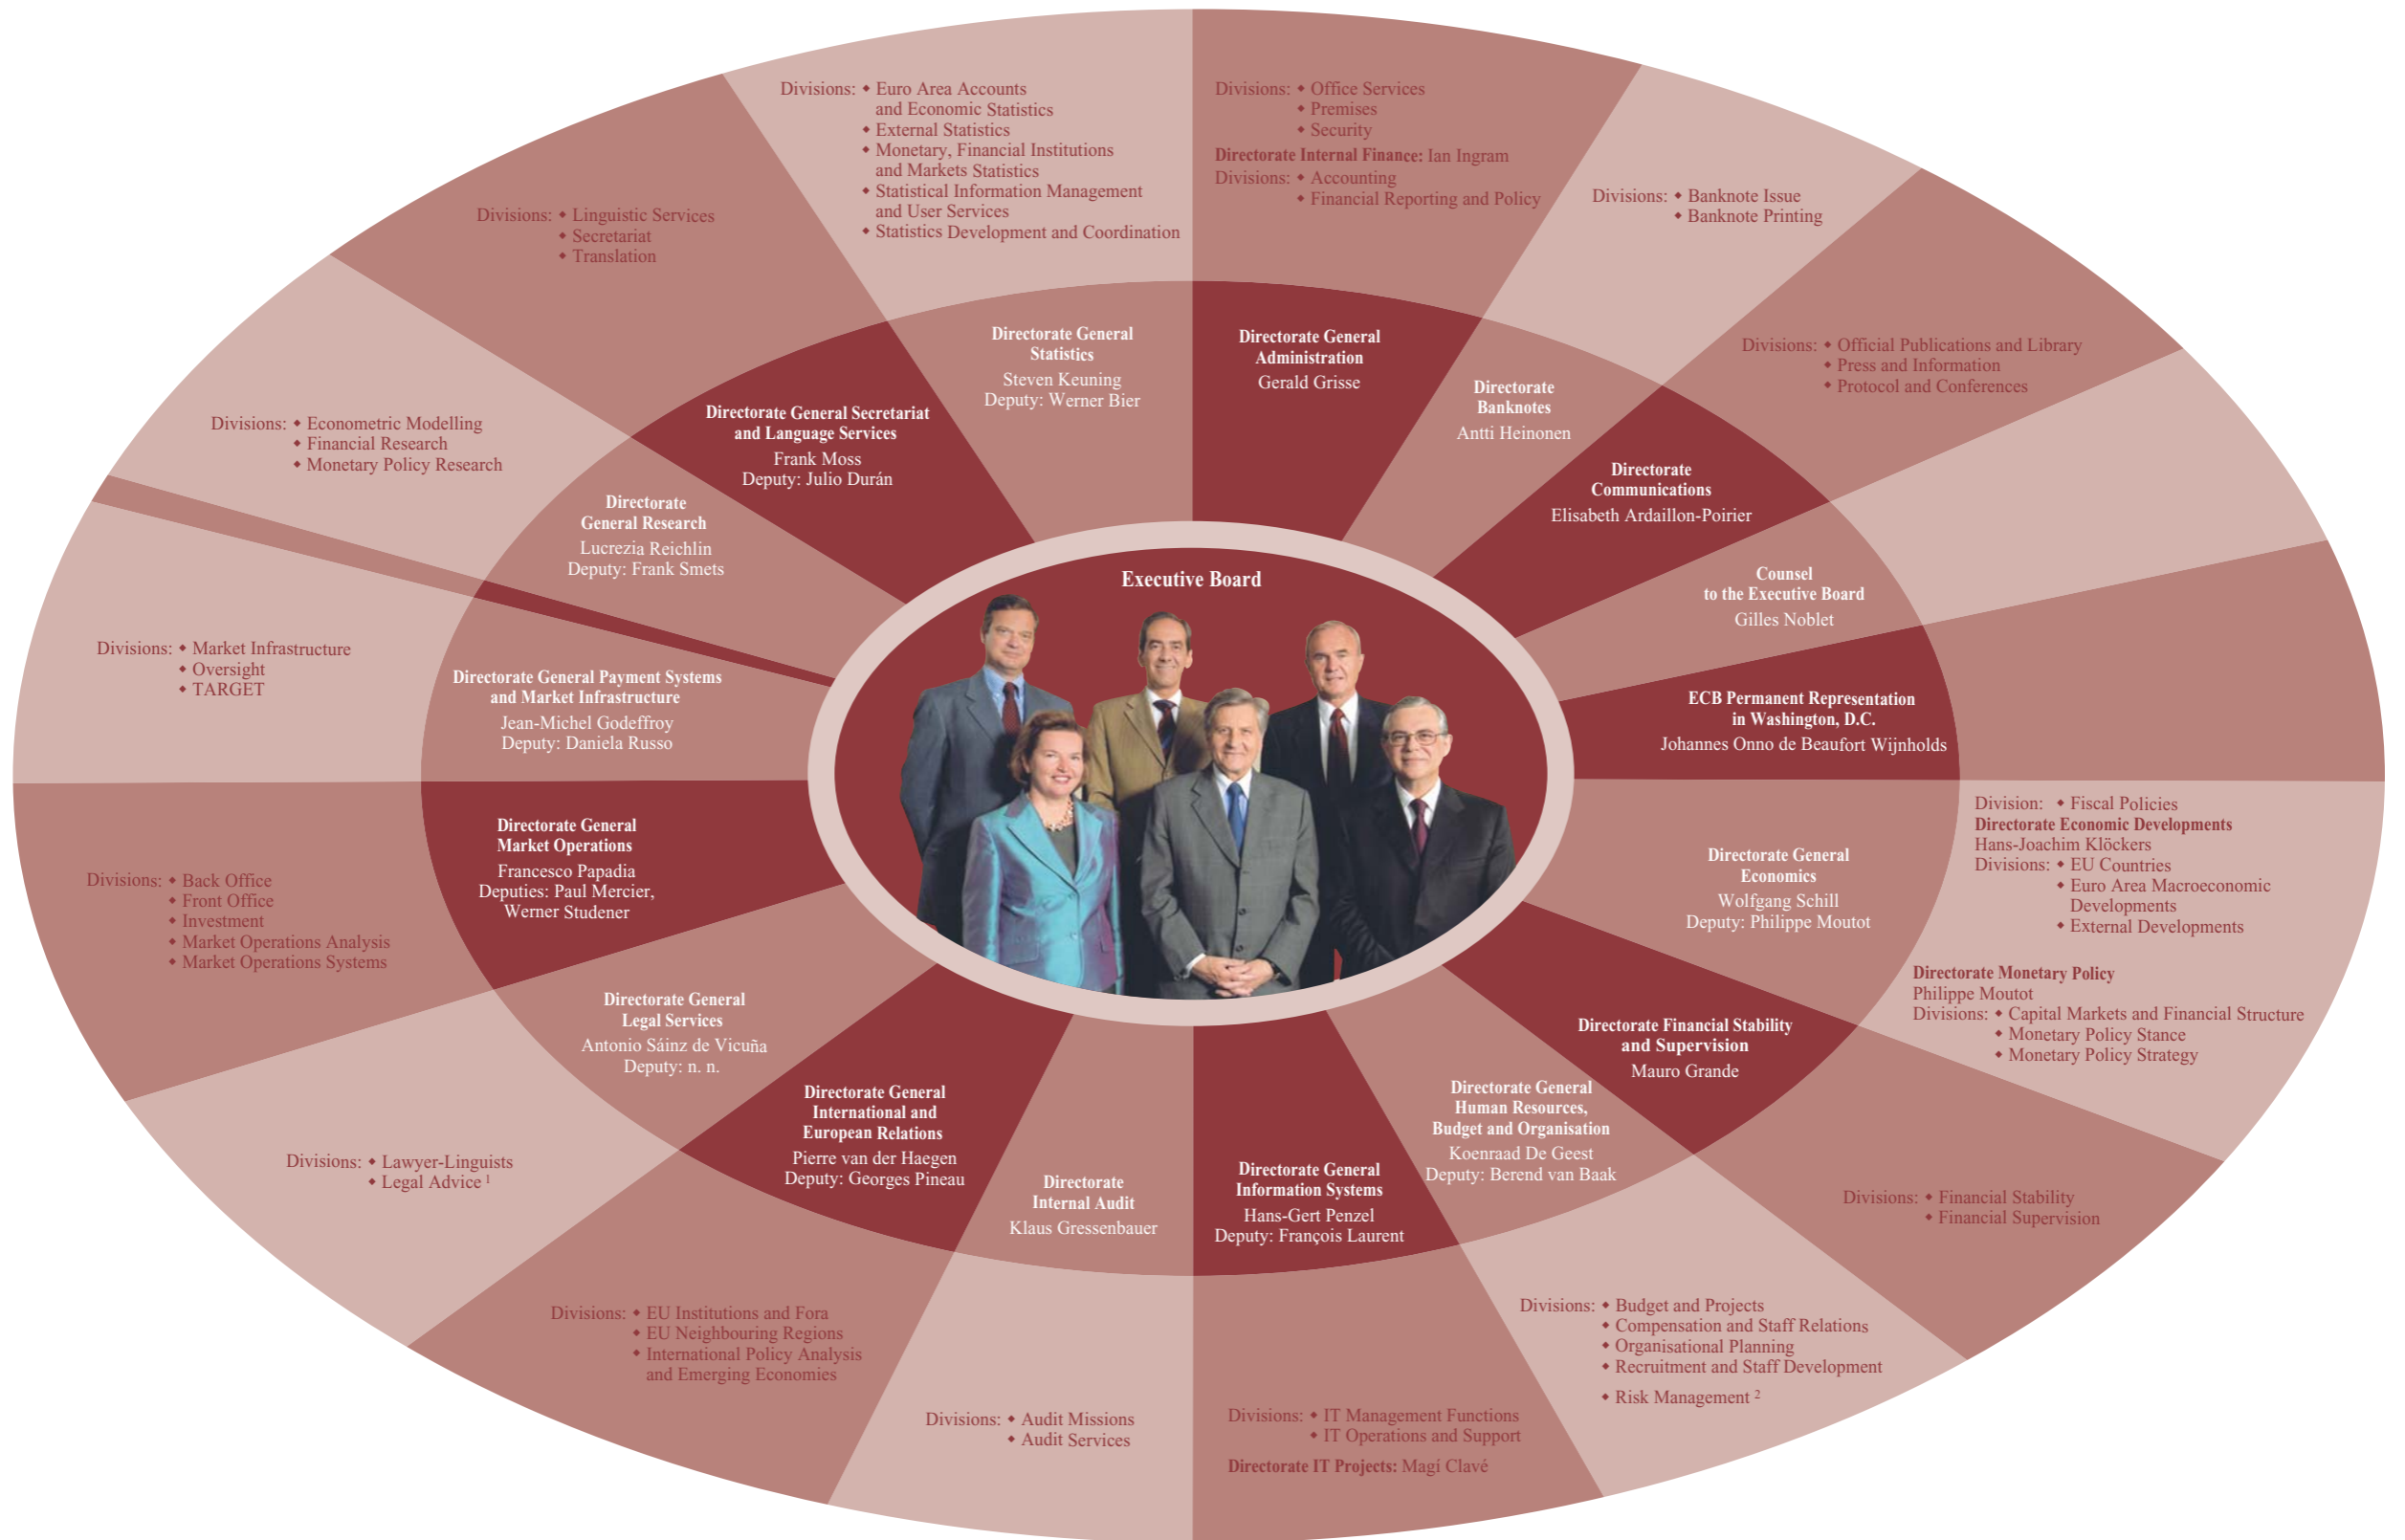 Executive Board
Directorate General
Administration
Gerald Grisse
Divisions: ◆ Office Services
◆ Premises
◆ Security
Directorate Internal Finance: Ian Ingram
Divisions: ◆ Accounting
◆ Financial Reporting and Policy
Directorate
Banknotes
Antti Heinonen
Divisions: ◆ Banknote Issue
◆ Banknote Printing
Directorate
Communications
Elisabeth Ardaillon-Poirier
Divisions: ◆ Official Publications and Library
◆ Press and Information
◆ Protocol and Conferences
Counsel
to the Executive Board
Gilles Noblet
ECB Permanent Representation
in Washington, D.C.
Johannes Onno de Beaufort Wijnholds
Directorate General
Economics
Wolfgang Schill
Deputy: Philippe Moutot
Division: ◆ Fiscal Policies
Directorate Economic Developments
Hans-Joachim Klöckers
Divisions: ◆ EU Countries
◆ Euro Area Macroeconomic
Developments
◆ External Developments
Directorate Monetary Policy
Philippe Moutot
Divisions: ◆ Capital Markets and Financial Structure
◆ Monetary Policy Stance
◆ Monetary Policy Strategy
Directorate Financial Stability
and Supervision
Mauro Grande
Divisions: ◆ Financial Stability
◆ Financial Supervision
Directorate General
Human Resources,
Budget and Organisation
Koenraad De Geest
Deputy: Berend van Baak
Divisions: ◆ Budget and Projects
◆ Compensation and Staff Relations
◆ Organisational Planning
◆ Recruitment and Staff Development
◆ Risk Management 2
Directorate General
Information Systems
Hans-Gert Penzel
Deputy: François Laurent
Divisions: ◆ IT Management Functions
◆ IT Operations and Support
Directorate IT Projects: Magí Clavé
Directorate
Internal Audit
Klaus Gressenbauer
Divisions: ◆ Audit Missions
◆ Audit Services
Directorate General
International and
European Relations
Pierre van der Haegen
Deputy: Georges Pineau
Divisions: ◆ EU Institutions and Fora
◆ EU Neighbouring Regions
◆ International Policy Analysis
and Emerging Economies
Directorate General
Legal Services
Antonio Sáinz de Vicuña
Deputy: n. n.
Divisions: ◆ Lawyer-Linguists
◆ Legal Advice 1
Directorate General
Market Operations
Francesco Papadia
Deputies: Paul Mercier,
Werner Studener
Divisions: ◆ Back Office
◆ Front Office
◆ Investment
◆ Market Operations Analysis
◆ Market Operations Systems
Directorate General Payment Systems
and Market Infrastructure
Jean-Michel Godeffroy
Deputy: Daniela Russo
Divisions: ◆ Market Infrastructure
◆ Oversight
◆ TARGET
Directorate
General Research
Lucrezia Reichlin
Deputy: Frank Smets
Divisions: ◆ Econometric Modelling
◆ Financial Research
◆ Monetary Policy Research
Directorate General Secretariat
and Language Services
Frank Moss
Deputy: Julio Durán
Divisions: ◆ Linguistic Services
◆ Secretariat
◆ Translation
Directorate General
Statistics
Steven Keuning
Deputy: Werner Bier
Divisions: ◆ Euro Area Accounts
and Economic Statistics
◆ External Statistics
◆ Monetary, Financial Institutions
and Markets Statistics
◆ Statistical Information Management
and User Services
◆ Statistics Development and Coordination